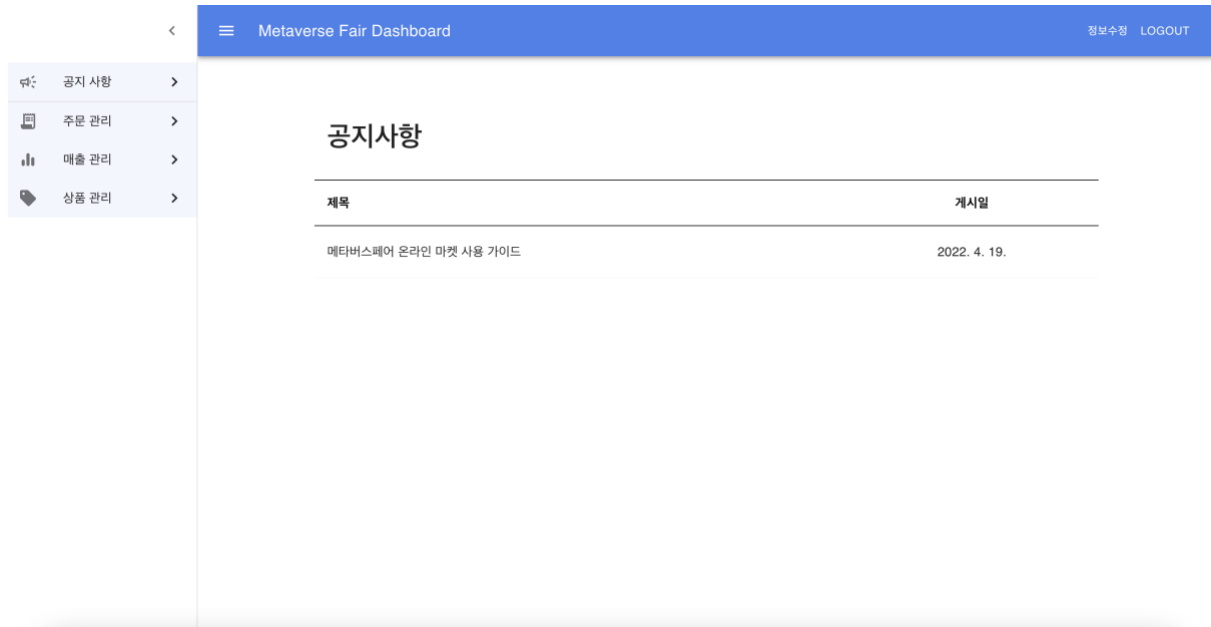 Metaverse Fair Dashboard
정보수정 LOGOUT
공지 사항
주문 관리
매출 관리
상품 관리
공지사항
제목 게시일
메타버스페어 온라인 마켓 사용 가이드 2022. 4. 19.